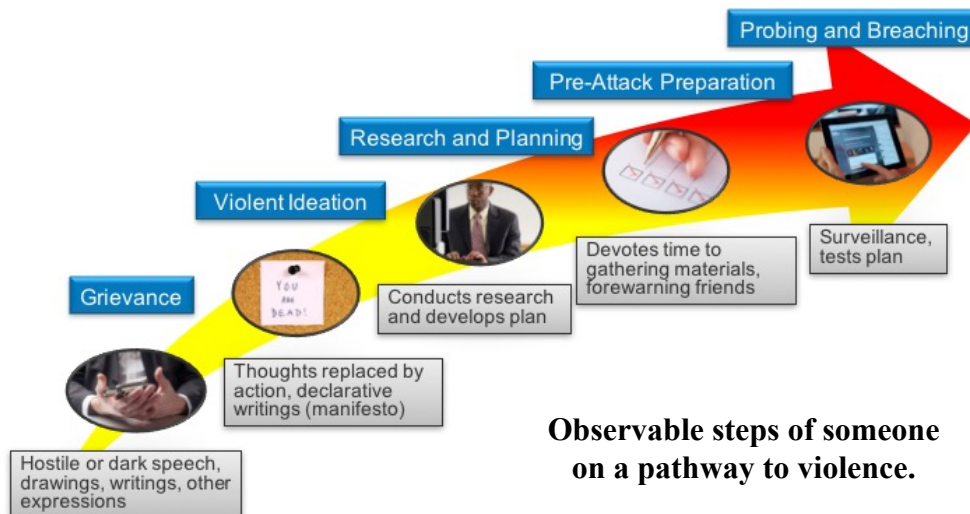 Probing and Breaching
Pre-Attack Preparation
Research and Planning
Violent Ideation
Grievance
YOU
ARE
DEAD!
Surveillance,
tests plan
Devotes time to
gathering materials,
forewarning friends
Conducts research
and develops plan
Thoughts replaced by
action, declarative
writings (manifesto)
Hostile or dark speech,
drawings, writings, other
expressions
Observable steps of someone
on a pathway to violence.